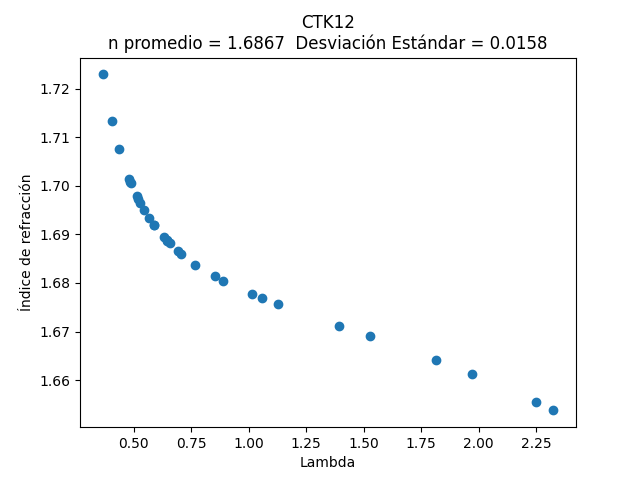 CTK12
n promedio = 1.6867  Desviación Estándar = 0.0158
Índice de refracción
1.72
1.71
1.70
1.69
1.68
1.67
1.66
0.50 0.75 1.00 1.25 1.50 1.75 2.00 2.25
Lambda